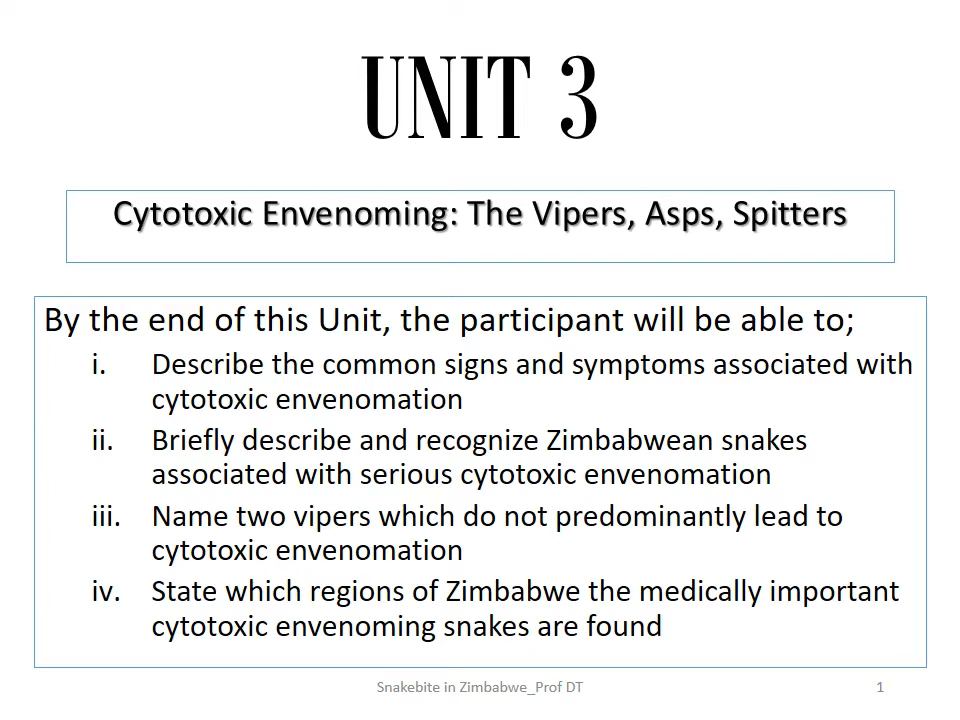 UNIT 3
Cytotoxic Envenoming: The Vipers, Asps, Spitters
By the end of this Unit, the participant will be able to;
i. Describe the common signs and symptoms associated with
cytotoxic envenomation
ii. Briefly describe and recognize Zimbabwean snakes
associated with serious cytotoxic envenomation
iii. Name two vipers which do not predominantly lead to
cytotoxic envenomation
iv. State which regions of Zimbabwe the medically important
cytotoxic envenoming snakes are found
Snakebite in Zimbabwe_Prof DT 1